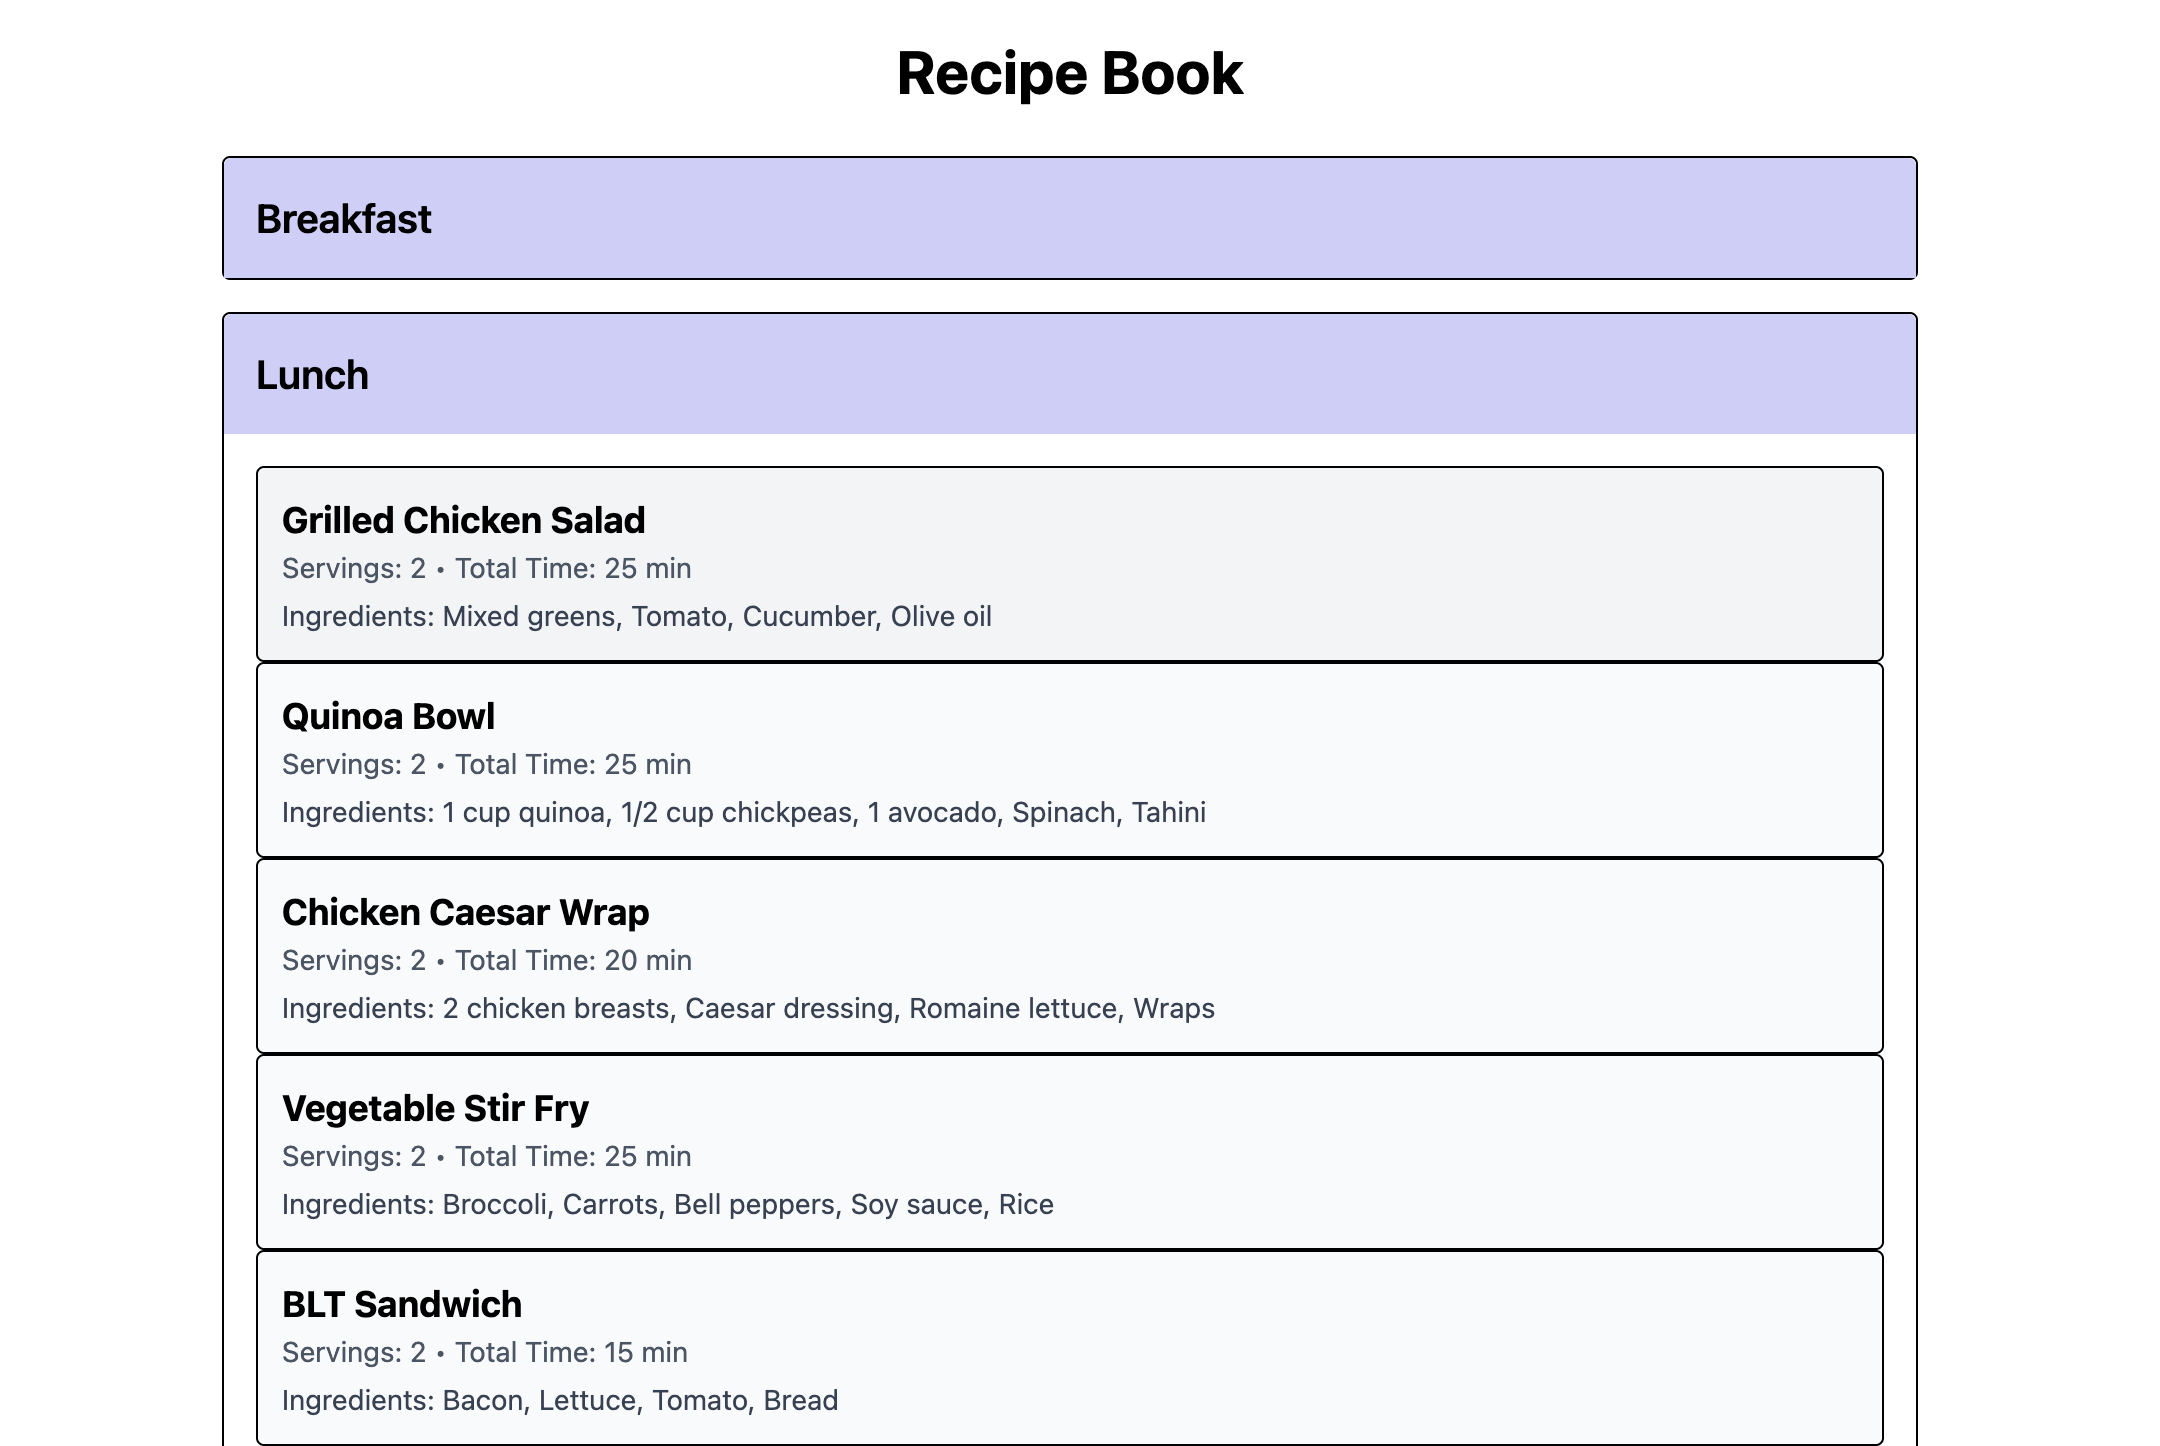 Recipe Book
Breakfast
Lunch
Grilled Chicken Salad
Servings: 2 • Total Time: 25 min
Ingredients: Mixed greens, Tomato, Cucumber, Olive oil
Quinoa Bowl
Servings: 2 • Total Time: 25 min
Ingredients: 1 cup quinoa, 1/2 cup chickpeas, 1 avocado, Spinach, Tahini
Chicken Caesar Wrap
Servings: 2 • Total Time: 20 min
Ingredients: 2 chicken breasts, Caesar dressing, Romaine lettuce, Wraps
Vegetable Stir Fry
Servings: 2 • Total Time: 25 min
Ingredients: Broccoli, Carrots, Bell peppers, Soy sauce, Rice
BLT Sandwich
Servings: 2 • Total Time: 15 min
Ingredients: Bacon, Lettuce, Tomato, Bread